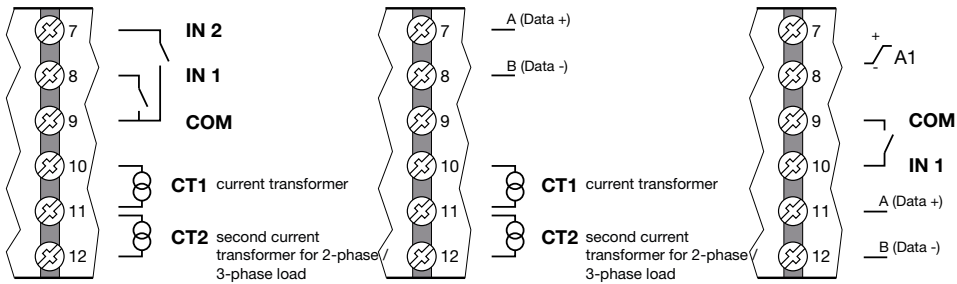 7 IN 2
8 IN 1
9 COM
10 CT1 current transformer
11
12 CT2 second current
transformer for 2-phase /
3-phase load
7 A (Data +)
8 B (Data -)
9
10 CT1 current transformer
11
12 CT2 second current
transformer for 2-phase /
3-phase load
7 +
- A1
8
9 COM
10 IN 1
11 A (Data +)
12 B (Data -)